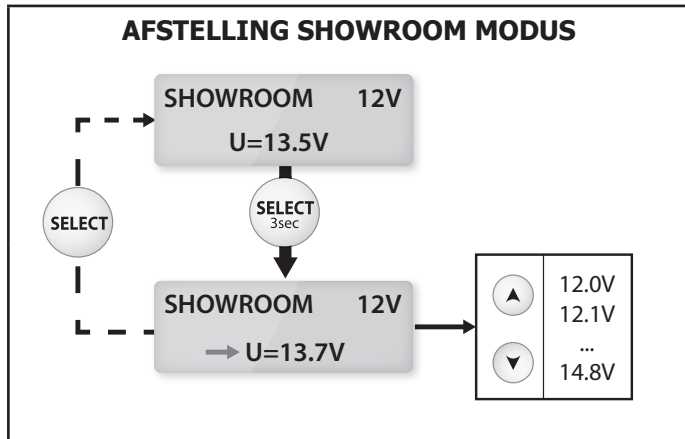 AFSTELLING SHOWROOM MODUS
SHOWROOM 12V
U=13.5V
SELECT
SELECT
3sec
SHOWROOM 12V
U=13.7V
12.0V
12.1V
...
14.8V